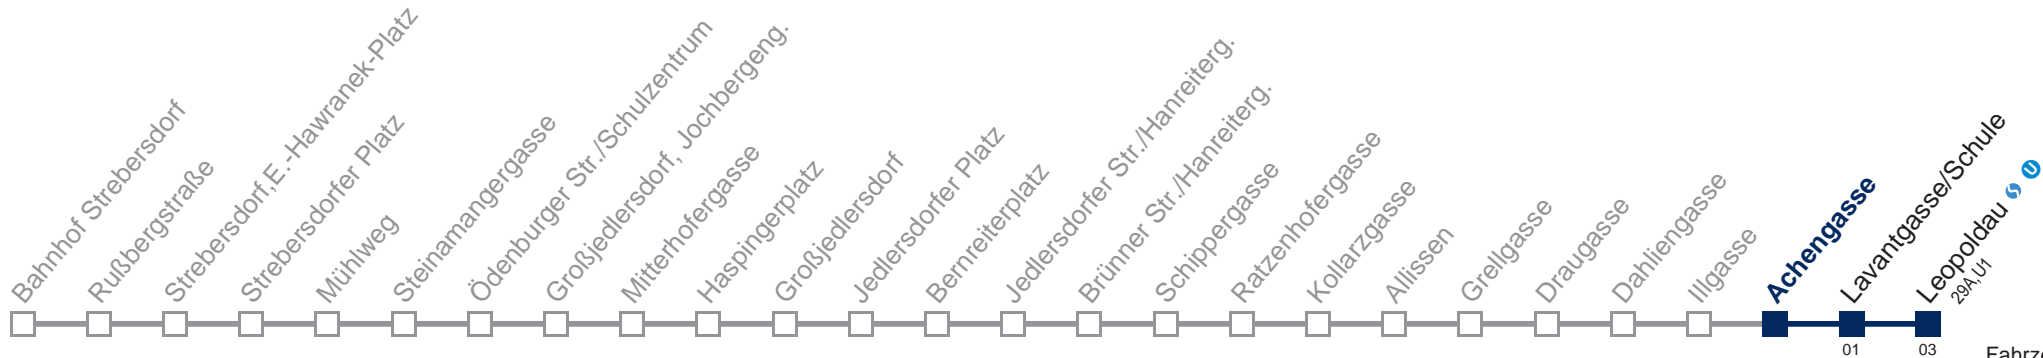 Bahnhof Strebersdorf
Rußbergstraße
Strebersdorf,E.-Hawranek-Platz
Strebersdorfer Platz
Mühlweg
Steinamangergasse
Ödenburger Str./Schulzentrum
Großjedlersdorf, Jochbergeng.
Mitterhofergasse
Haspingerplatz
Großjedlersdorf
Jedlersdorfer Platz
Bernreiterplatz
Jedlersdorfer Str./Hanreiterg.
Brünner Str./Hanreiterg.
Schippergasse
Ratzenhofergasse
Kollarzgasse
Allissen
Grellgasse
Draugasse
Dahliengasse
Illgasse
Achengasse
Lavantgasse/Schule
Leopoldau S U
29A,U1
01
03